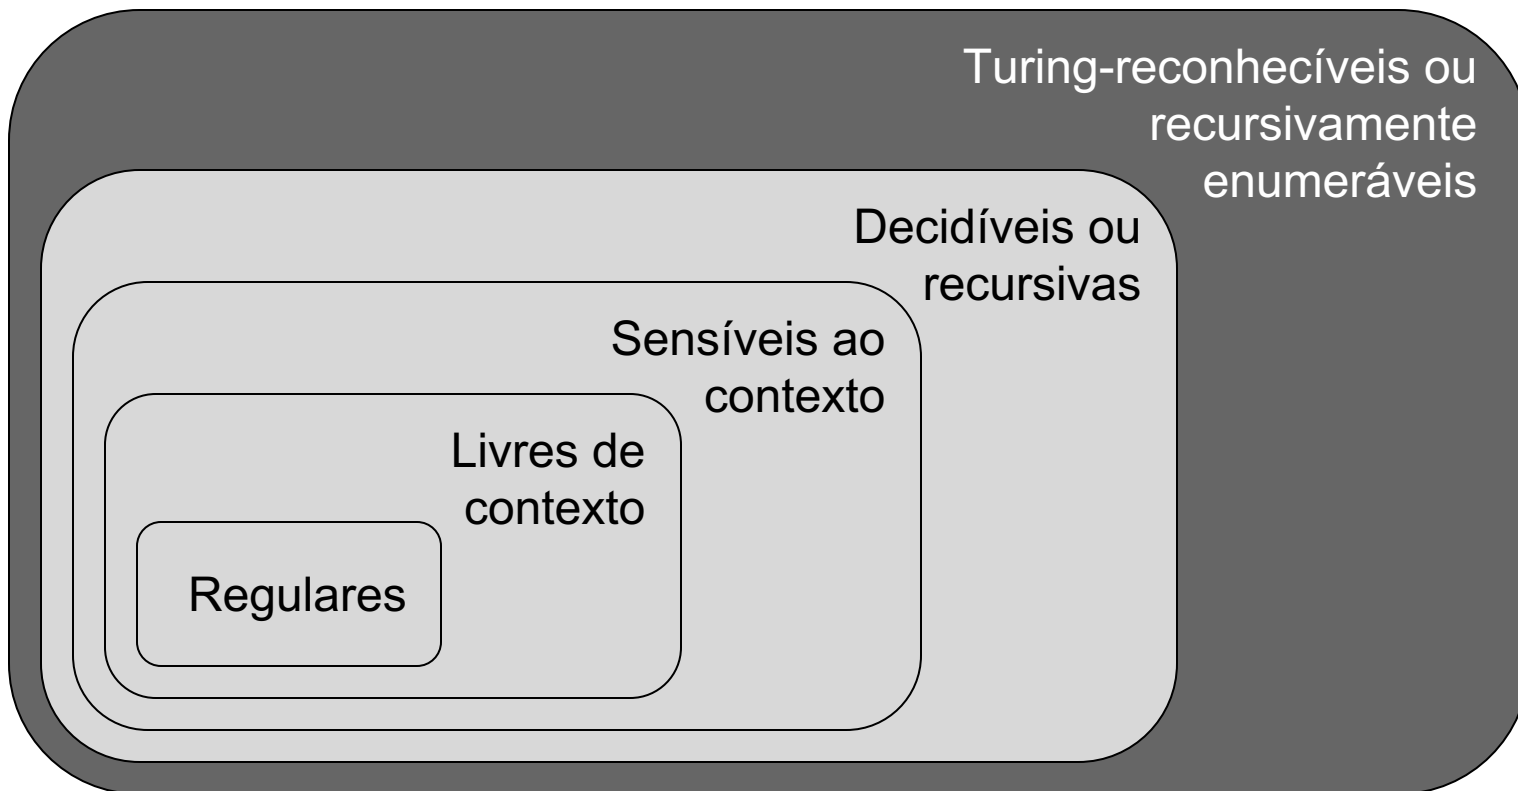 Turing-reconhecíveis ou
recursivamente
enumeráveis
Decidíveis ou
recursivas
Sensíveis ao
contexto
Livres de
contexto
Regulares